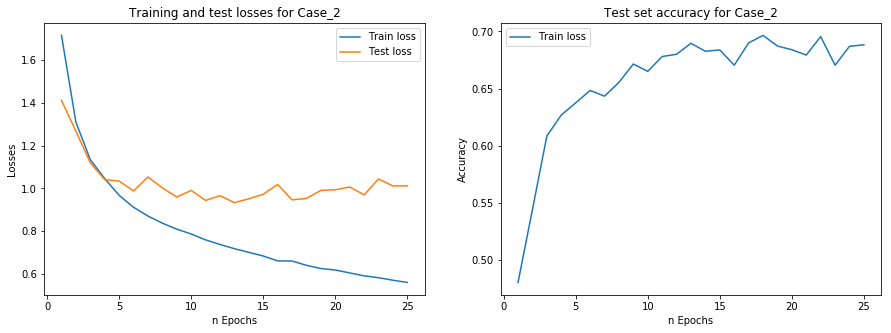 Training and test losses for Case_2
Train loss
Test loss
1.6
1.4
1.2
1.0
0.8
0.6
Losses
0
5
10
15
20
25
n Epochs
Test set accuracy for Case_2
Train loss
0.70
0.65
0.60
0.55
0.50
Accuracy
0
5
10
15
20
25
n Epochs